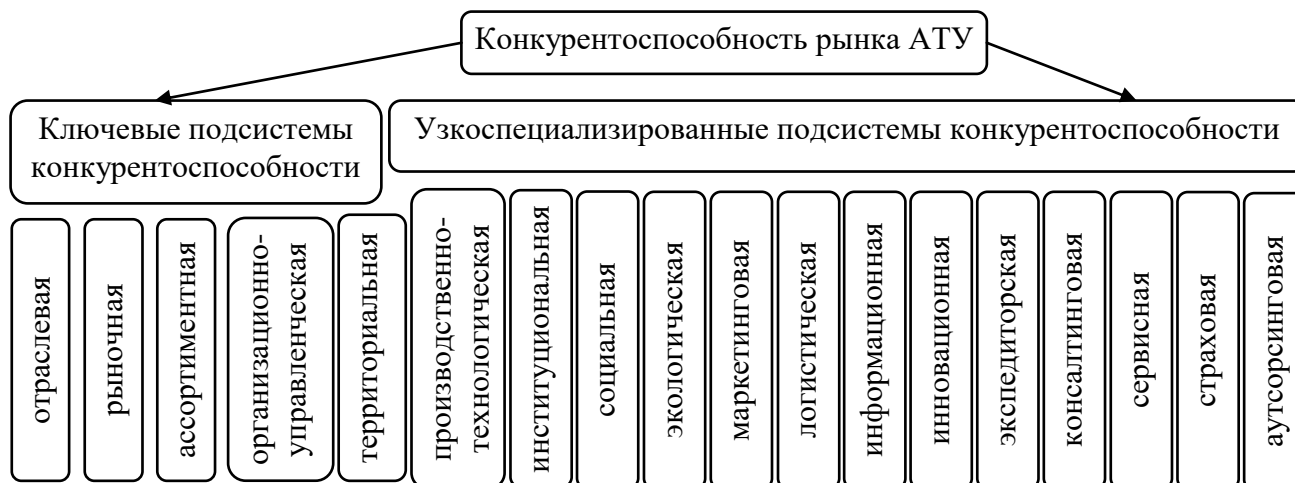 Конкурентоспособность рынка АТУ
Ключевые подсистемы
конкурентоспособности
Узкоспециализированные подсистемы конкурентоспособности
отраслевая
рыночная
ассортиментная
организационно-
управленческая
территориальная
производственно-
технологическая
институциональная
социальная
экологическая
маркетинговая
логистическая
информационная
инновационная
экспедиторская
консалтинговая
сервисная
страховая
аутсорсинговая